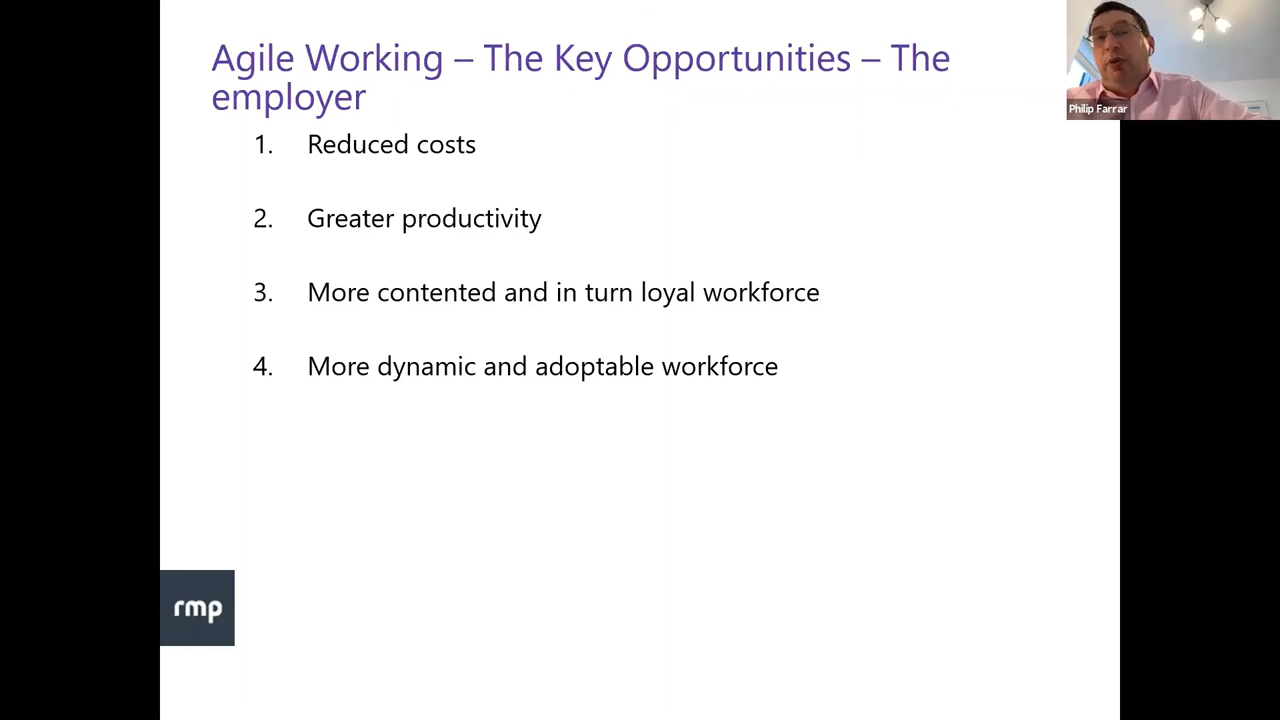 Agile Working – The Key Opportunities – The
employer
1. Reduced costs
2. Greater productivity
3. More contented and in turn loyal workforce
4. More dynamic and adoptable workforce
Philip Farrar
rmp